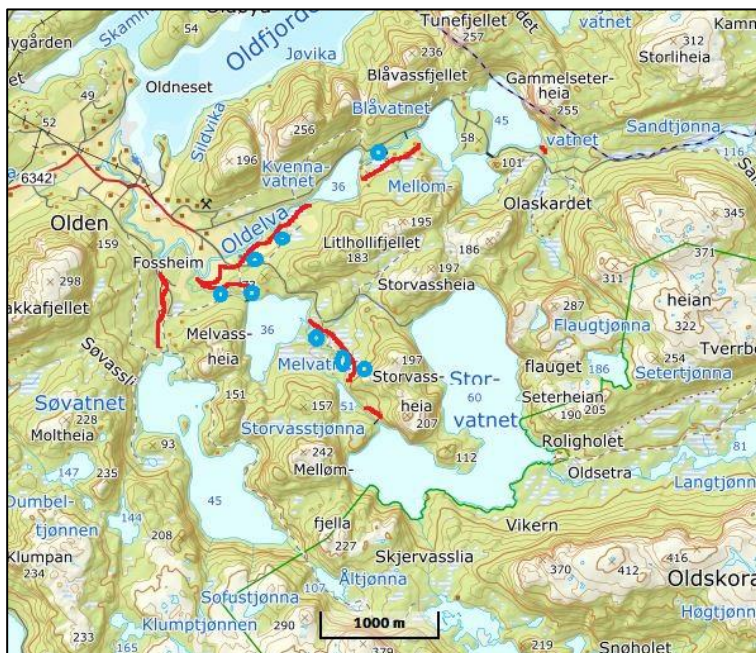 Oldfjorden
Tunefjellet
vatnet
54
257
312
Storliheia
Jøvika
236
Blåvassfjellet
Gammelseter-
heia
255
Oldneset
49
Blåvatnet
45
52
Sildvika
256
58
vatnet
Sandtjønna
116
196
Kvenna-
vatnet
101
6342
36
Mellom-
Olaskardet
345
Olden
Oldelva
195
159
Litlhollifjellet
186
371
Fossheim
183
197
311
298
Storvassheia
heian
akkafjellet
36
287
322
Melvass-
heia
Flaugtjønna
254
Tverrbo
Søvassli
Melvatn
197
flauget
186
Setertjønna
Storvass-
Stor-
Søvatnet
151
heia
60
Seterheian
228
157
51
vatnet
190
205
Moltheia
93
Storvasstjønna
207
Roligholet
242
112
81
147
235
Melløm-
Oldsetra
Langtjønn
45
Dumbel-
tjønnen
144
fjella
Vikern
208
227
Klumpan
Skjervasslia
370
416
234
412
Oldskora
Åltjønna
107
Sofustjønna
Høgtjønn
Klumptjønnen
290
1000 m
233
219
165
379
Snøholet